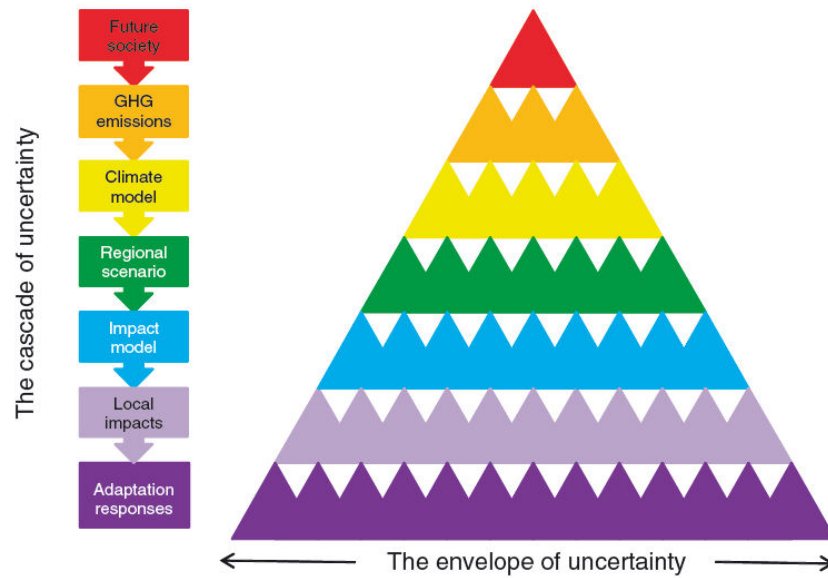 The cascade of uncertainty
Future
society
GHG
emissions
Climate
model
Regional
scenario
Impact
model
Local
impacts
Adaptation
responses
The envelope of uncertainty